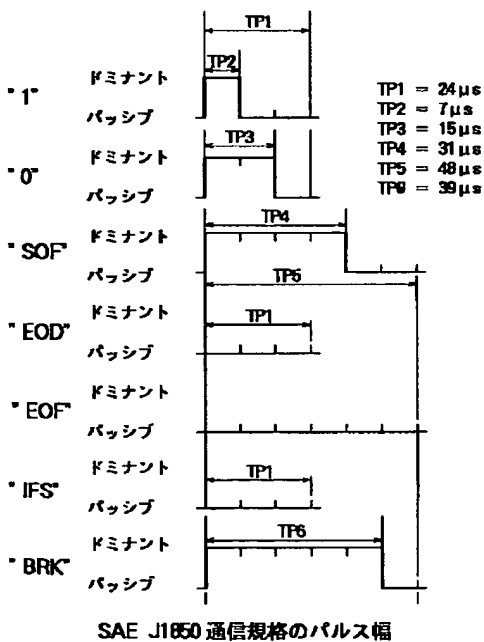 TP1
TP2
"1" ドミナント
パッシブ
TP1 = 24μs
TP2 = 7μs
TP3 = 15μs
TP4 = 31μs
TP5 = 48μs
TP6 = 39μs
TP3
"0" ドミナント
パッシブ
TP4
"SOF" ドミナント
パッシブ
TP5
"EOD" ドミナント
TP1
パッシブ
"EOF" ドミナント
パッシブ
"IFS" ドミナント
TP1
パッシブ
TP6
"BRK" ドミナント
パッシブ
SAE J1850 通信規格のパルス幅